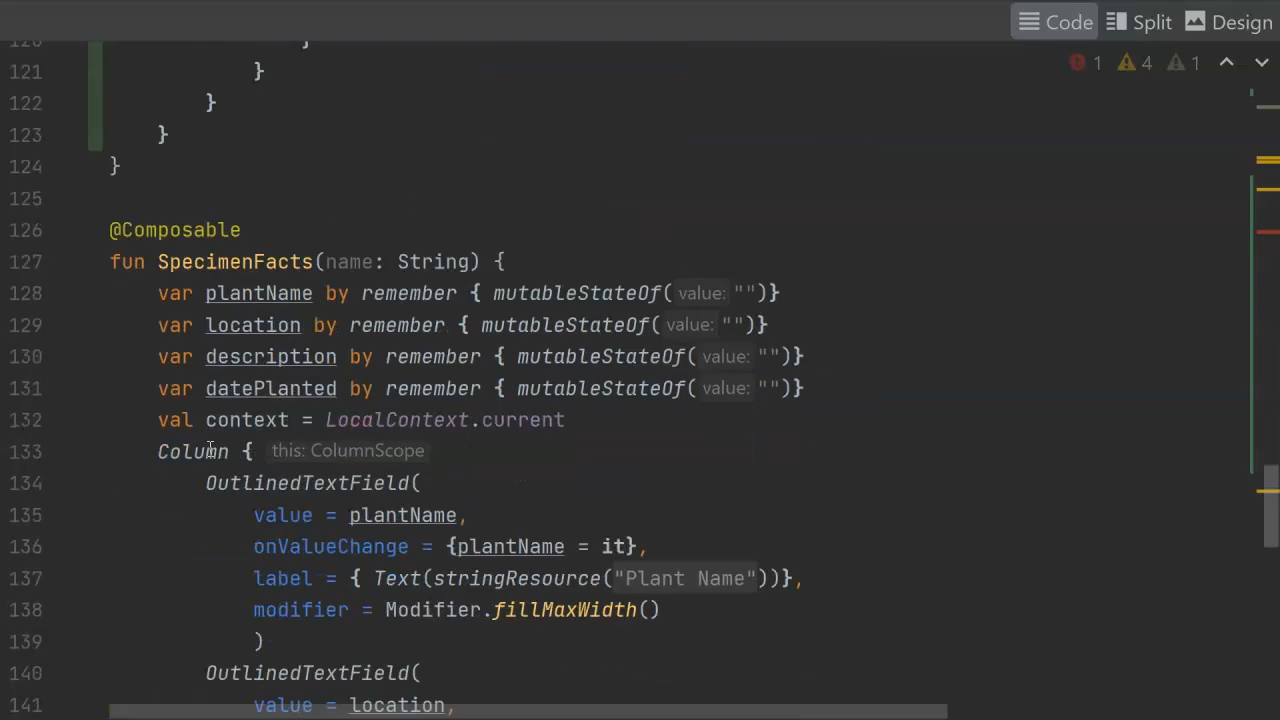 Code Split Design
120 }
1 4 1
121 }
122 }
123 }
124 }
125
126 @Composable
127 fun SpecimenFacts(name: String) {
128 var plantName by remember { mutableStateOf( value: "")}
129 var location by remember { mutableStateOf( value: "")}
130 var description by remember { mutableStateOf( value: "")}
131 var datePlanted by remember { mutableStateOf( value: "")}
132 val context = LocalContext.current
133 Column { this: ColumnScope
134 OutlinedTextField(
135 value = plantName,
136 onValueChange = {plantName = it},
137 label = { Text(stringResource("Plant Name"))},
138 modifier = Modifier.fillMaxWidth()
139 )
140 OutlinedTextField(
141 value = location,